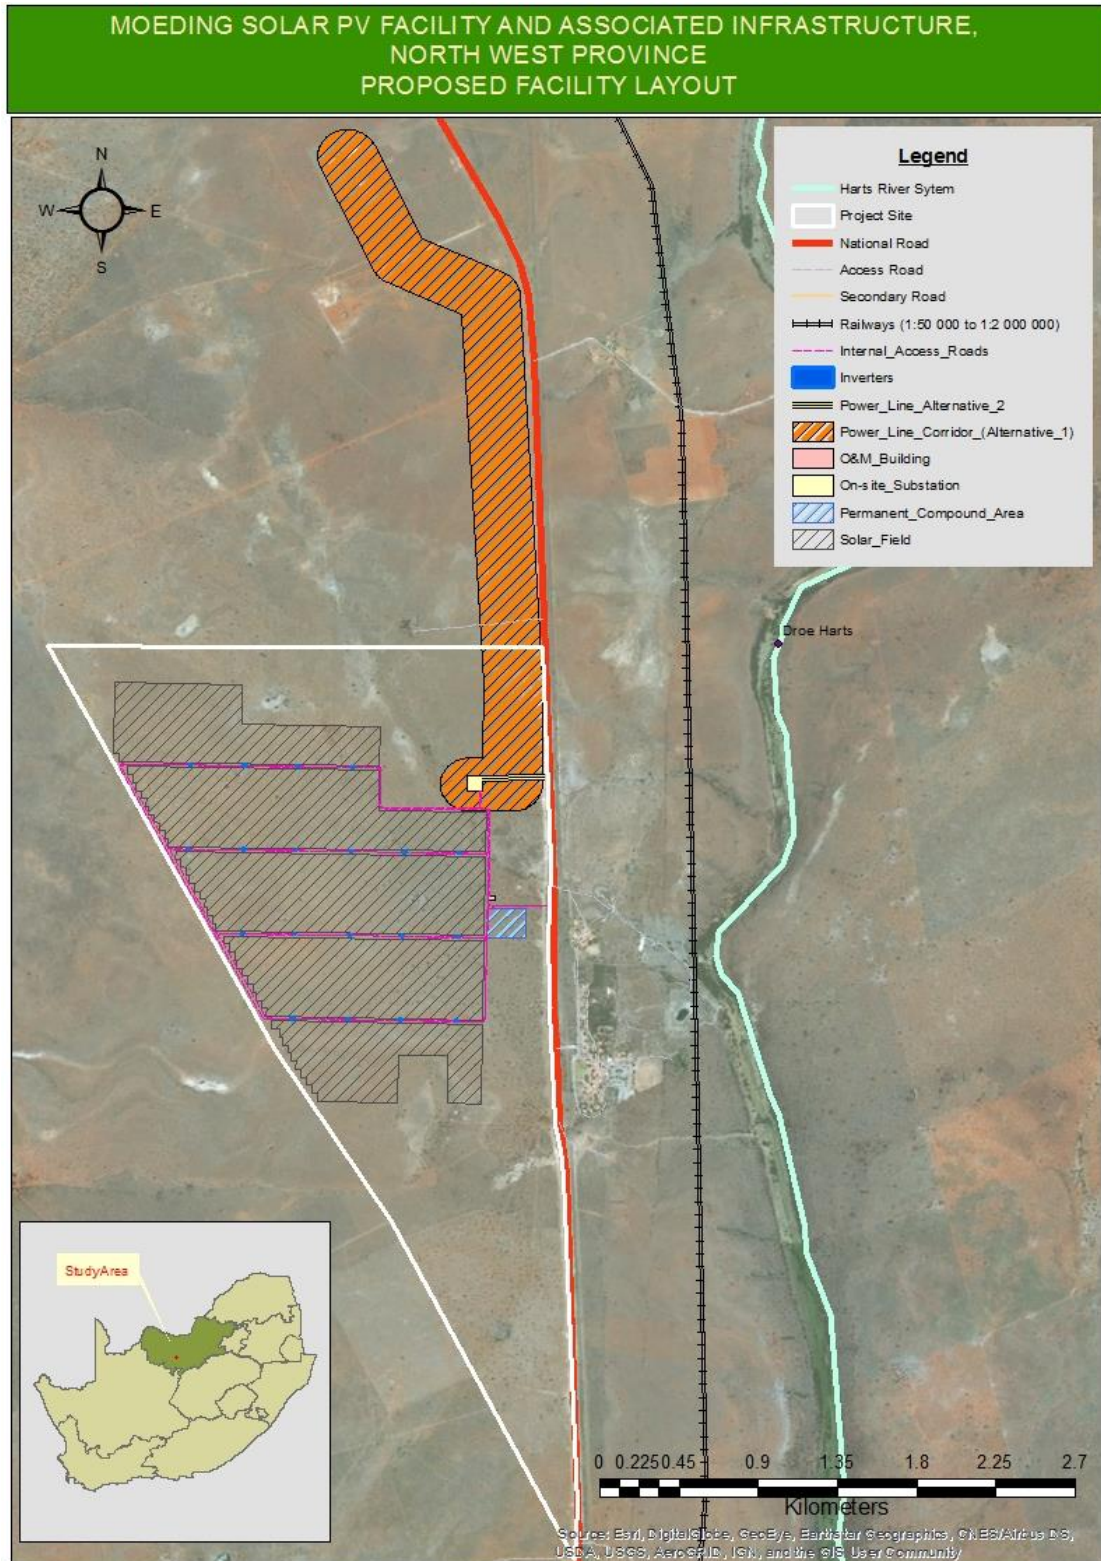 MOEDING SOLAR PV FACILITY AND ASSOCIATED INFRASTRUCTURE,
NORTH WEST PROVINCE
PROPOSED FACILITY LAYOUT
N
W E
S
Legend
Harts River Sytem
Project Site
National Road
Access Road
Secondary Road
Railways (1:50 000 to 1:2 000 000)
Internal_Access_Roads
Inverters
Power_Line_Alternative_2
Power_Line_Corridor_(Alternative_1)
O&M_Building
On-site_Substation
Permanent_Compound_Area
Solar_Field
Droe Harts
StudyArea
0 0.225 0.45 0.9 1.35 1.8 2.25 2.7
Kilometers
Source: Esri, DigitalGlobe, GeoEye, Earthstar Geographics, CNES/Airbus DS,
USDA, USGS, AeroGRID, IGN, and the GIS User Community